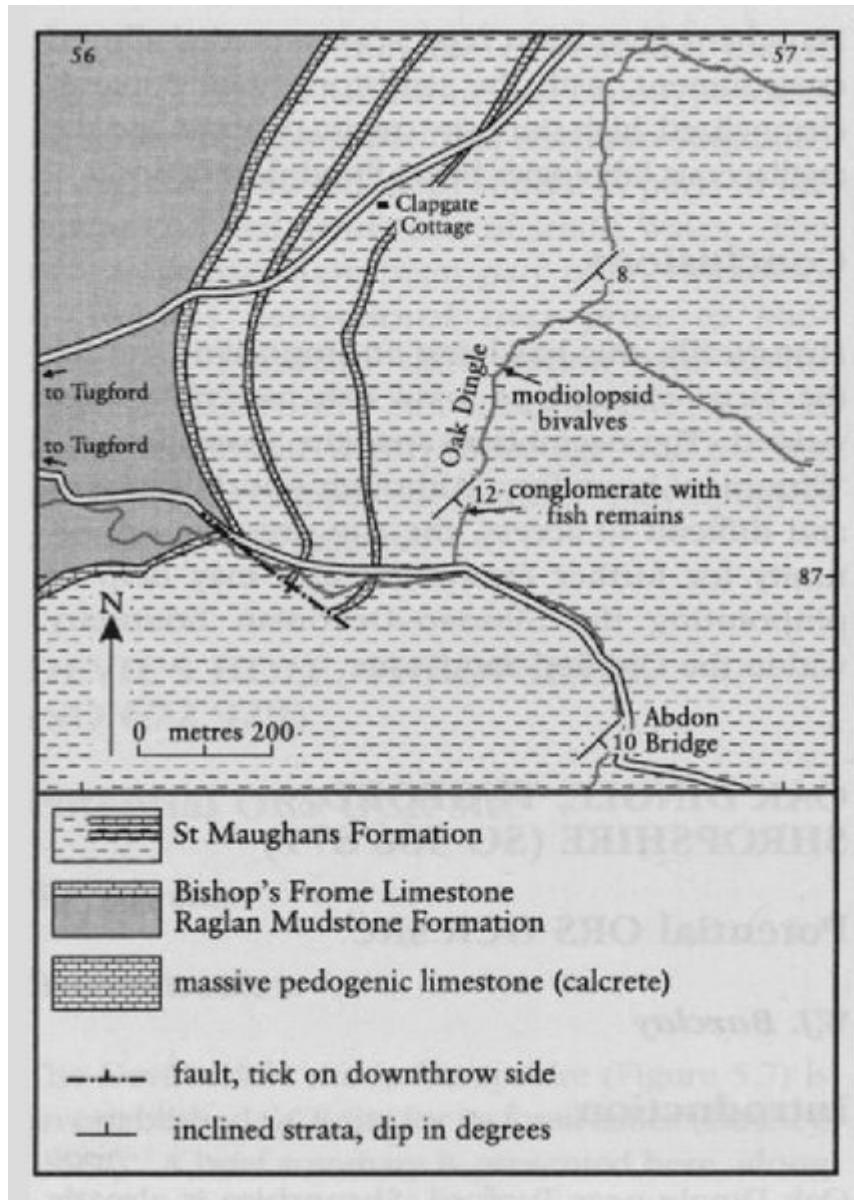 56
57
Clapgate
Cottage
8
to Tugford
Oak Dingle
modiolopsid
bivalves
to Tugford
12
conglomerate with
fish remains
87
N
0 metres 200
Abdon
10 Bridge
St Maughans Formation
Bishop's Frome Limestone
Raglan Mudstone Formation
massive pedogenic limestone (calcrete)
fault, tick on downthrow side
inclined strata, dip in degrees